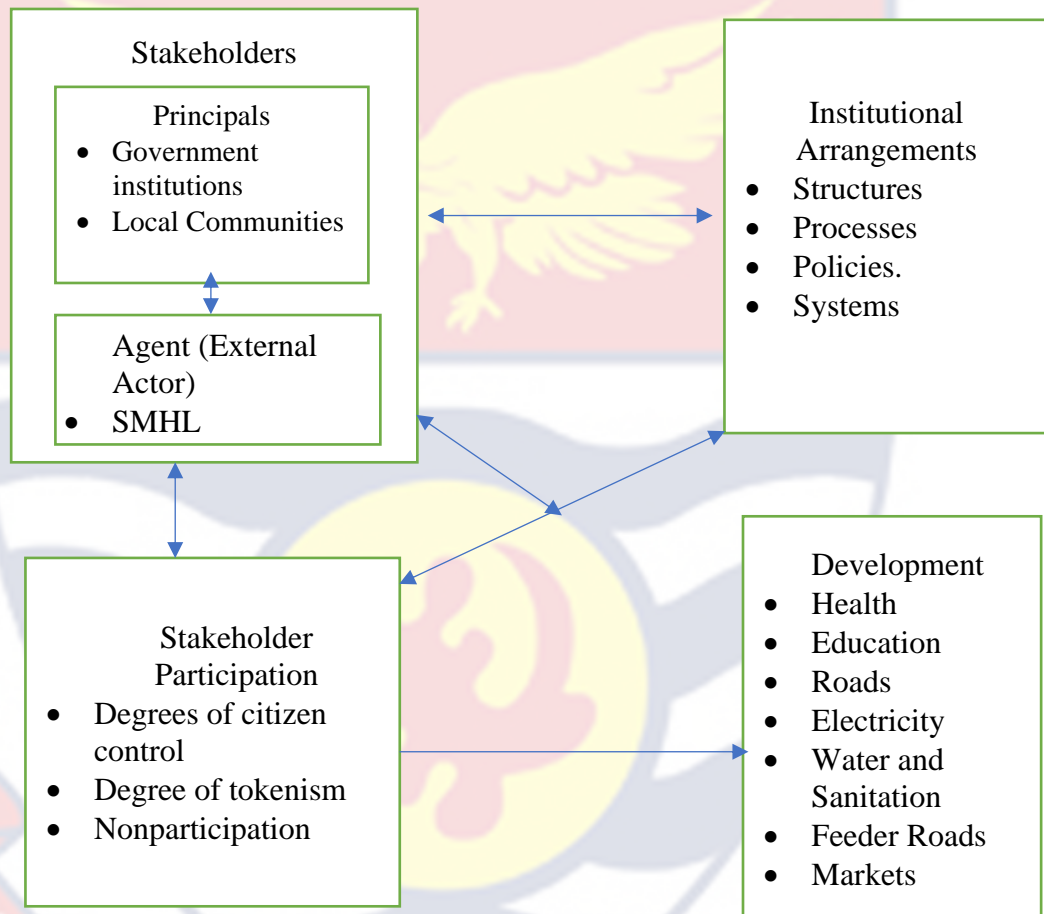 Stakeholders
Principals
• Government
institutions
• Local Communities
Agent (External
Actor)
• SMHL
Institutional
Arrangements
• Structures
• Processes
• Policies.
• Systems
Stakeholder
Participation
• Degrees of citizen
control
• Degree of tokenism
• Nonparticipation
Development
• Health
• Education
• Roads
• Electricity
• Water and
Sanitation
• Feeder Roads
• Markets